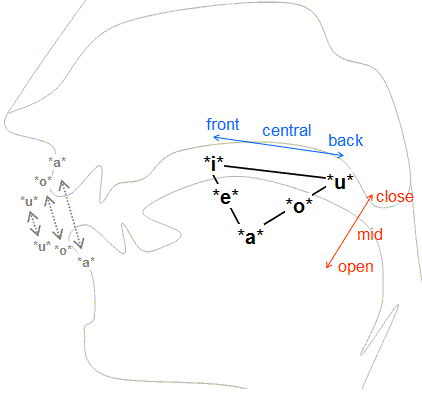 front
central
back
*i*
*u*
*e*
*o*
*a*
close
mid
open
*a*
*o*
*u*
*u*
*o*
*a*